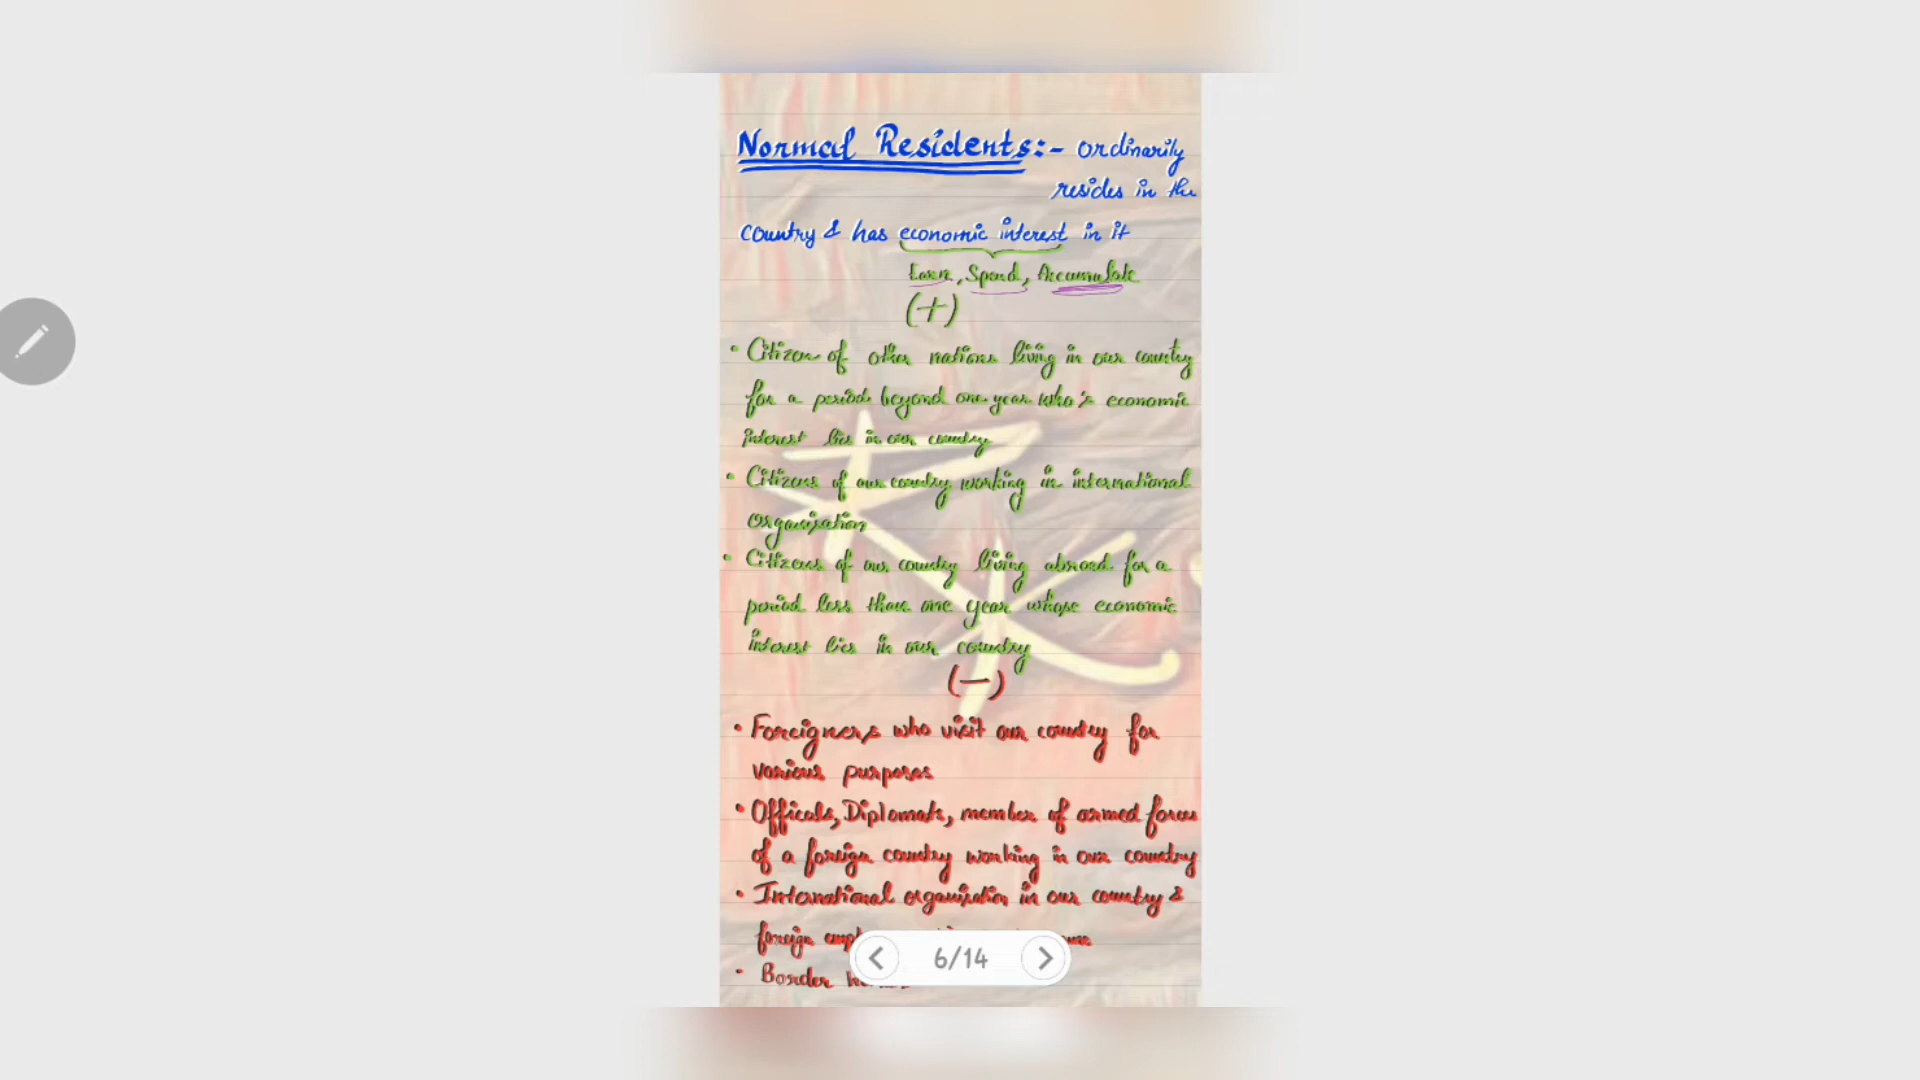 Normal Residents:- ordinarily
resides in the
country & has economic interest in it
Earn, Spend, Accumulate
(+)
• Citizen of other nations living in our country
for a period beyond one year who's economic
interest lies in our country
• Citizens of our country working in international
organisation
• Citizens of our country living abroad for a
period less than one year whose economic
interest lies in our country
(—)
• Foreigners who visit our country for
various purposes
• Officals, Diplomats, member of armed forces
of a foreign country working in our country
• International organisation in our country &
foreign
• Border
6/14